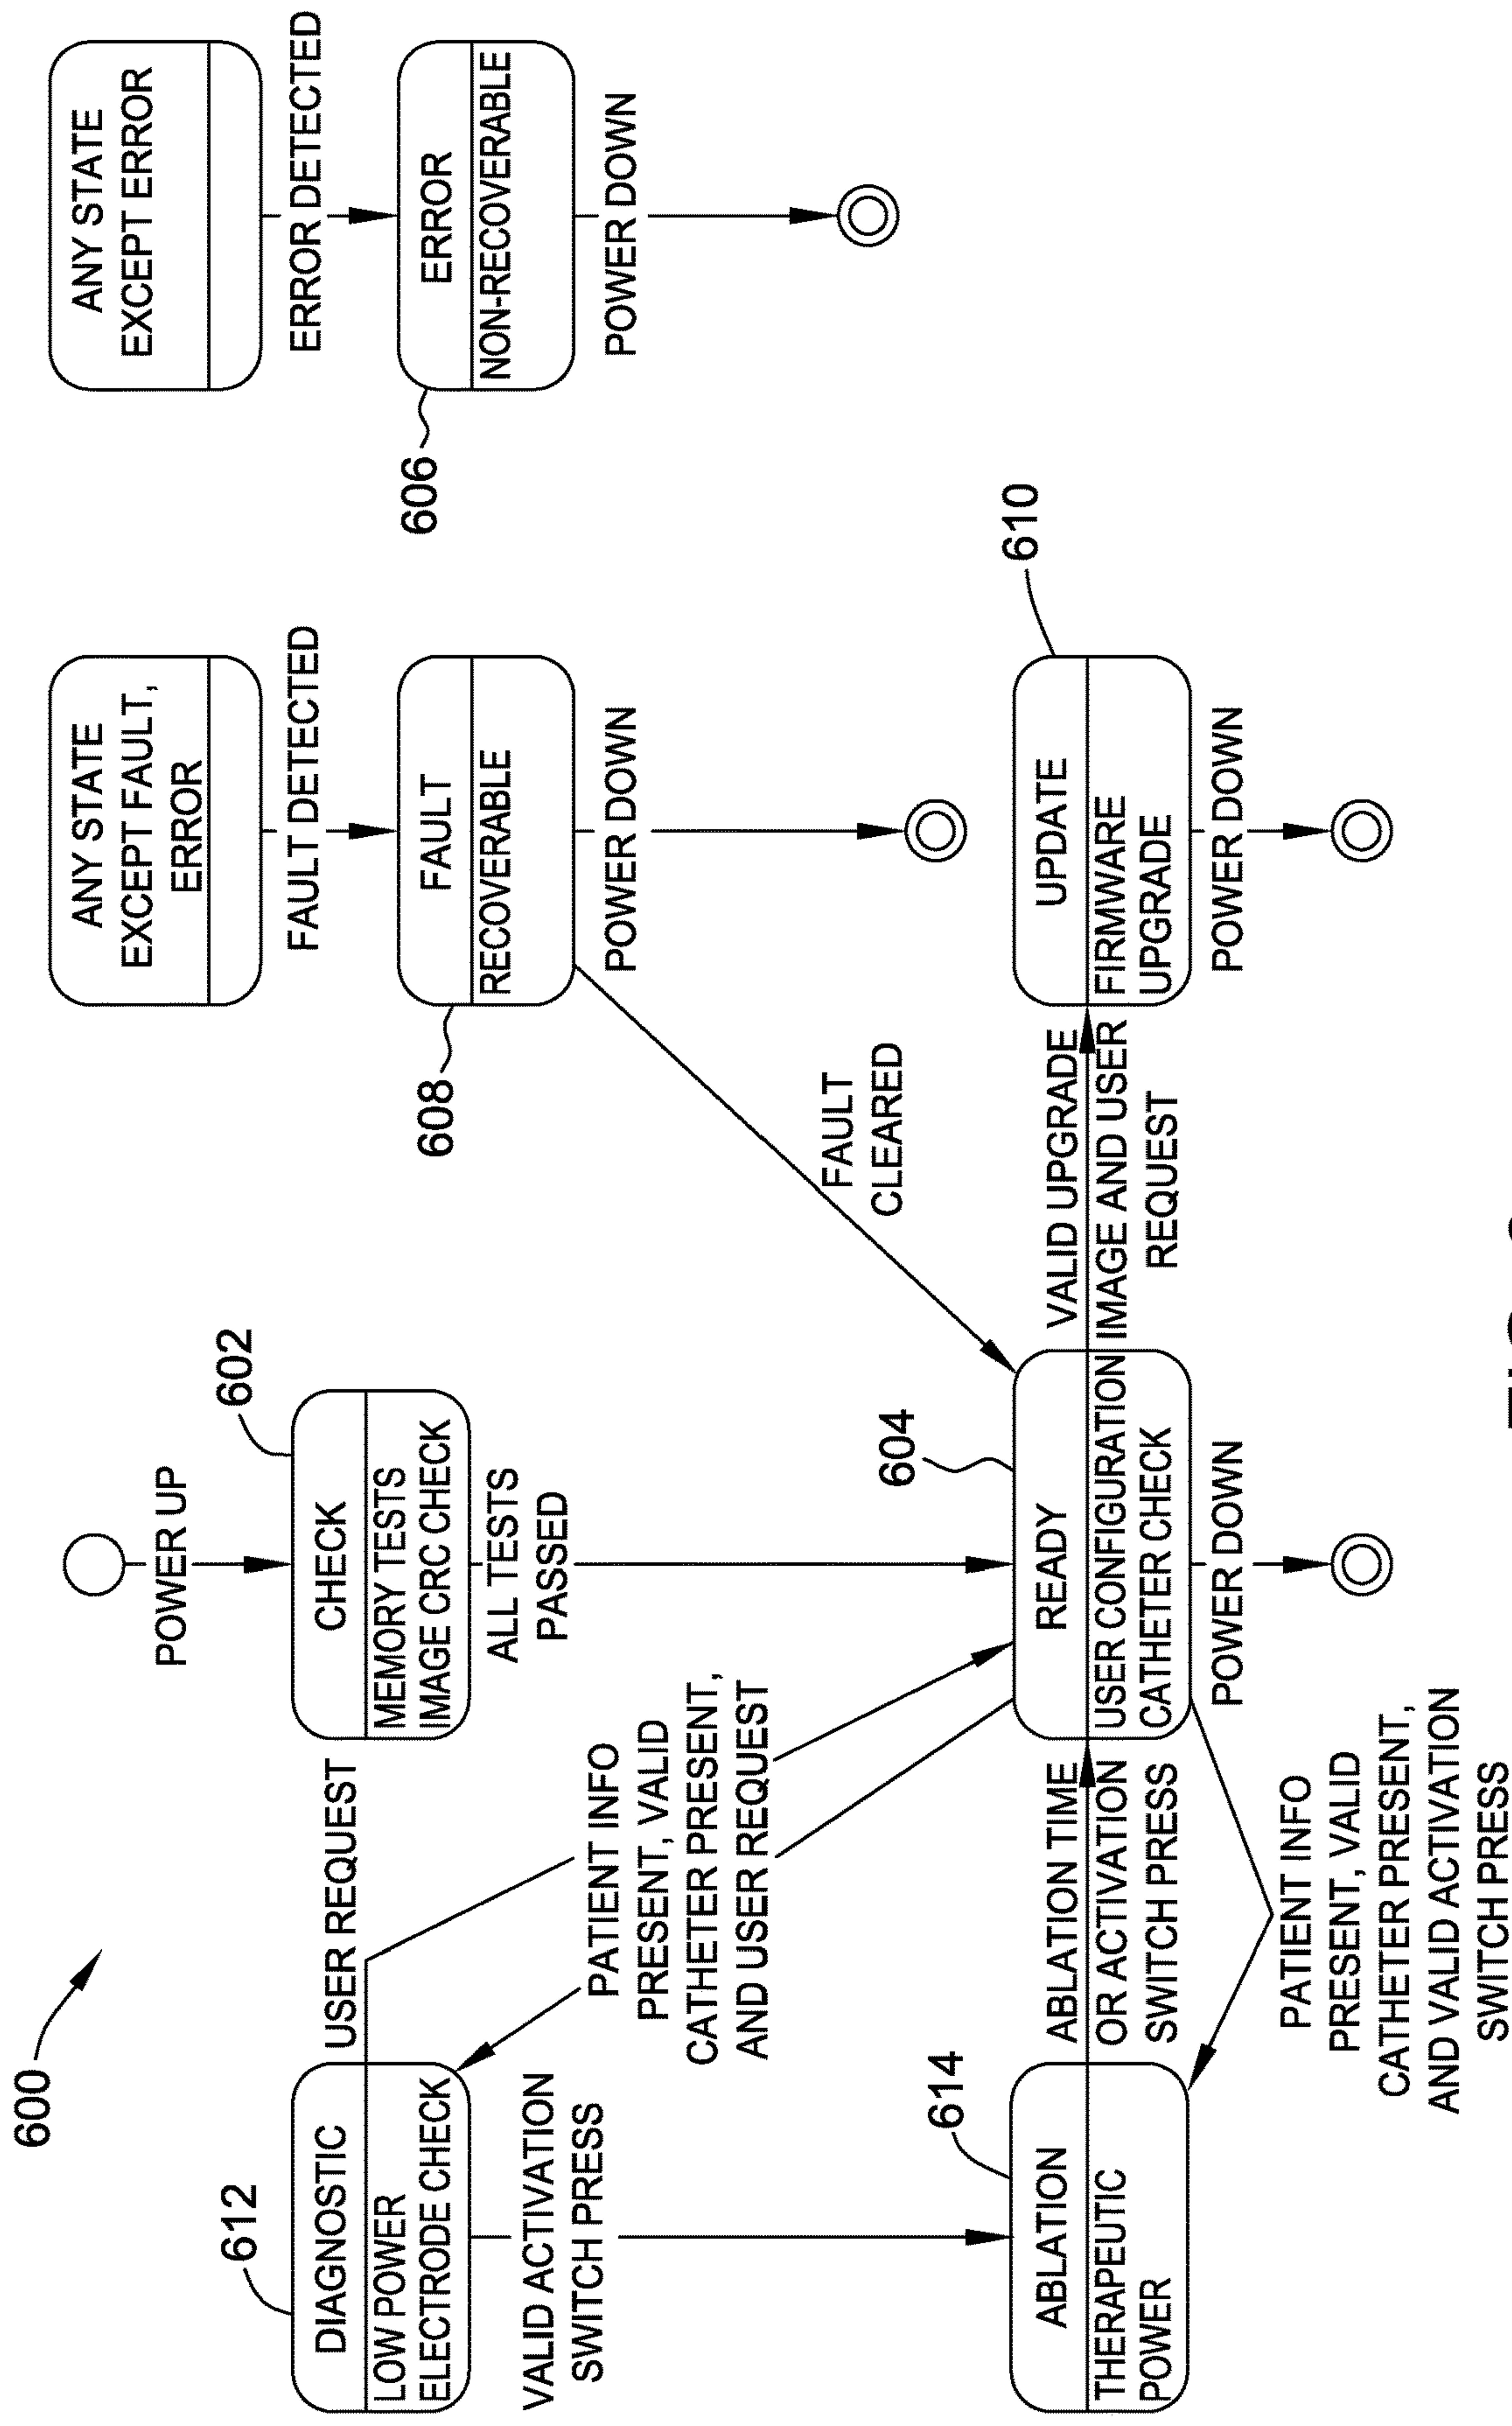 600
612
DIAGNOSTIC
LOW POWER
ELECTRODE CHECK
USER REQUEST
POWER UP
602
CHECK
MEMORY TESTS
IMAGE CRC CHECK
ALL TESTS
PASSED
ANY STATE
EXCEPT FAULT,
ERROR
FAULT DETECTED
608
FAULT
RECOVERABLE
POWER DOWN
ANY STATE
EXCEPT ERROR
ERROR DETECTED
606
ERROR
NON-RECOVERABLE
POWER DOWN
VALID ACTIVATION
SWITCH PRESS
PATIENT INFO
PRESENT, VALID
CATHETER PRESENT,
AND USER REQUEST
FAULT
CLEARED
614
ABLATION
THERAPEUTIC
POWER
ABLATION TIME
OR ACTIVATION
SWITCH PRESS
604
READY
USER CONFIGURATION
CATHETER CHECK
POWER DOWN
VALID UPGRADE
IMAGE AND USER
REQUEST
610
UPDATE
FIRMWARE
UPGRADE
POWER DOWN
PATIENT INFO
PRESENT, VALID
CATHETER PRESENT,
AND VALID ACTIVATION
SWITCH PRESS